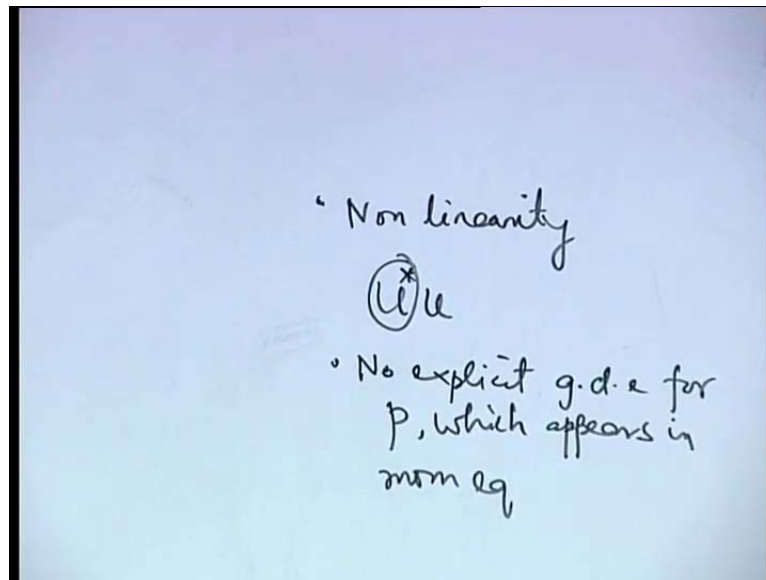 • Non linearity
u* u
• No explicit g.d.e for
p, which appears in
mom eq